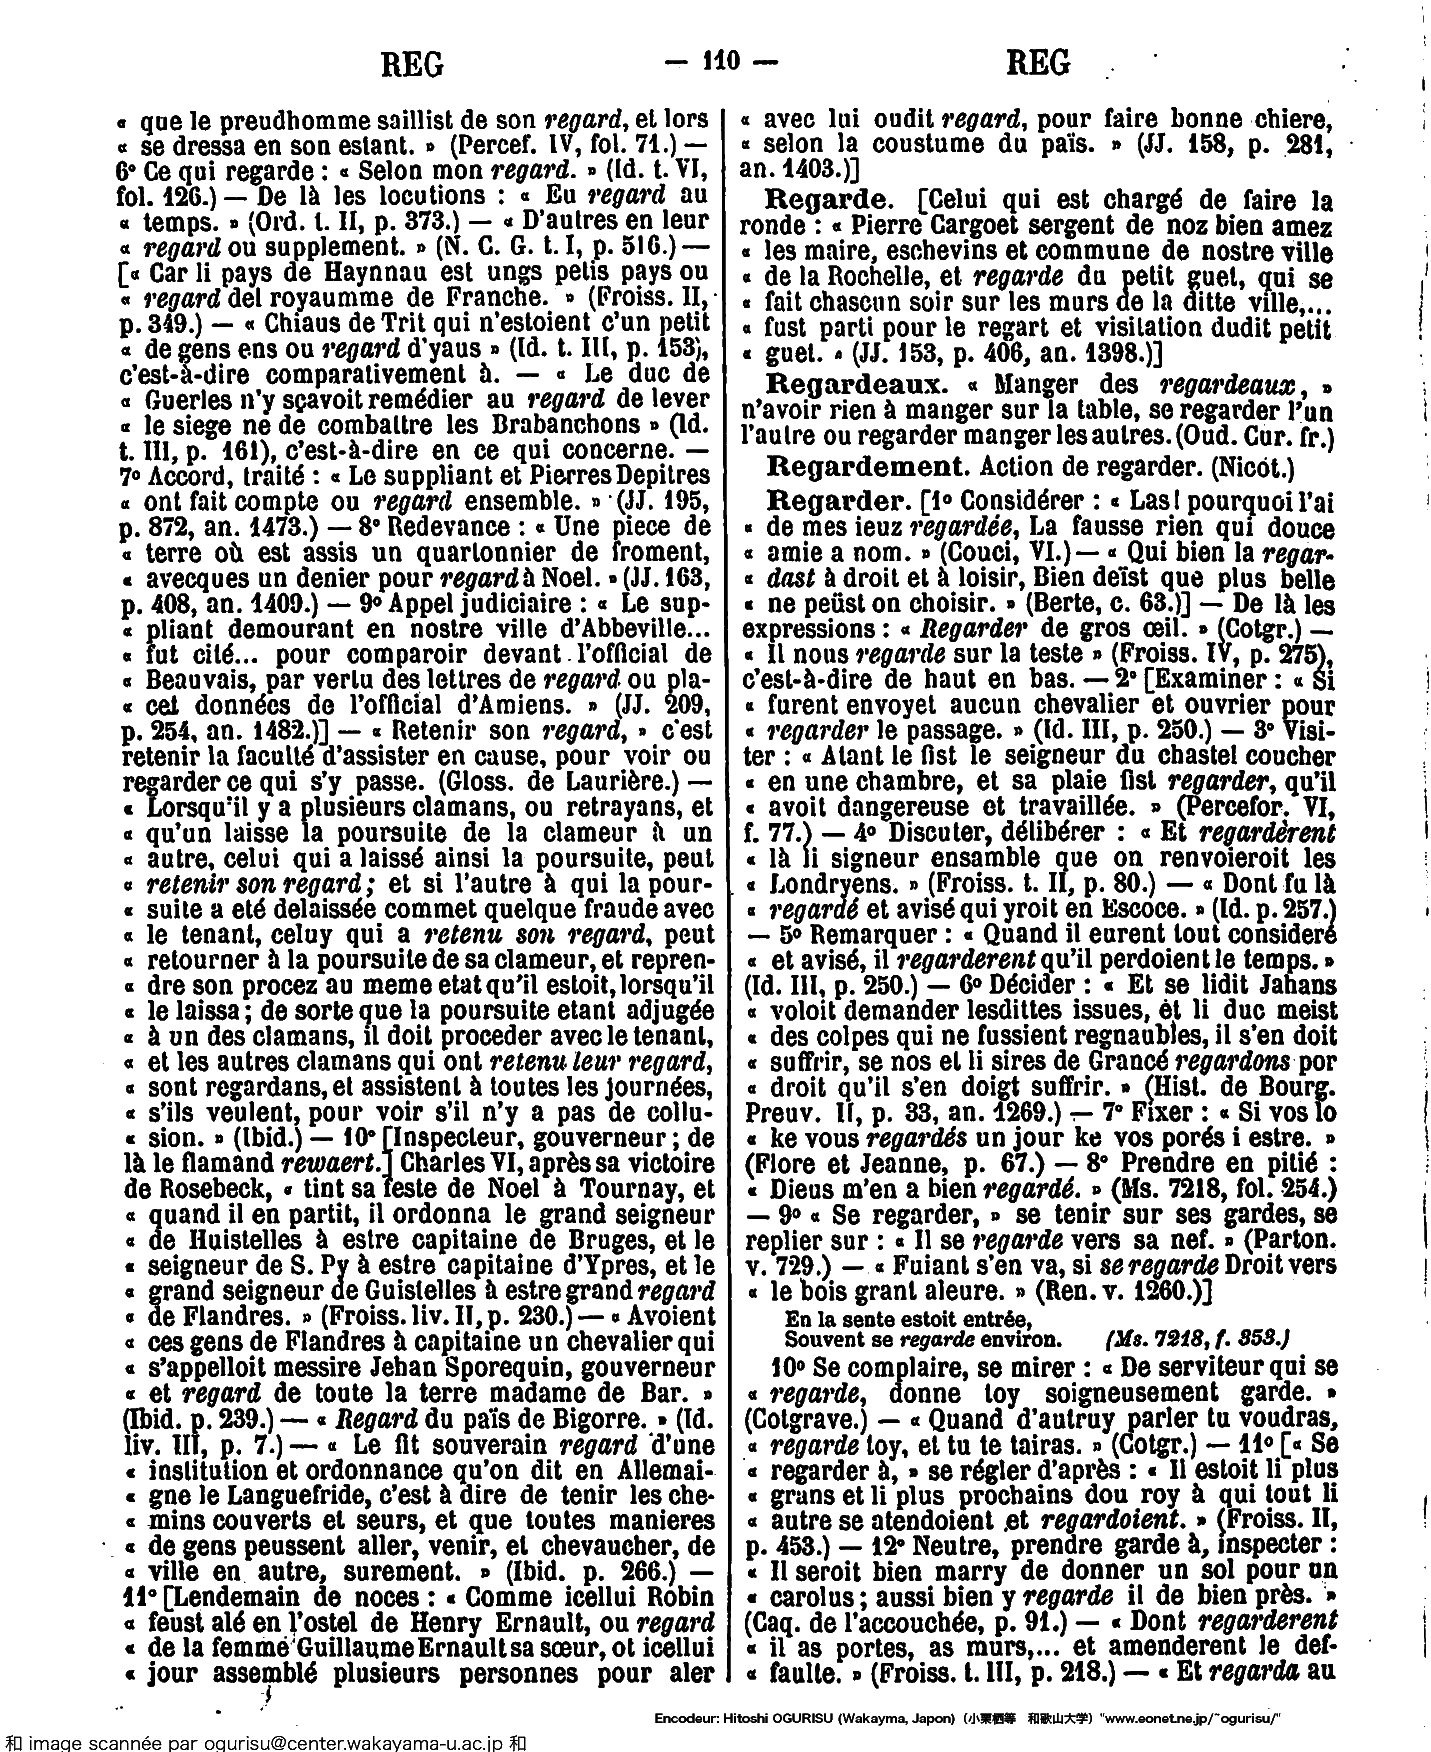 REG — 110 — REG
« que le preudhomme saillist de son regard, et lors
« se dressa en son estant. » (Percef. IV, fol. 71.) —
6º Ce qui regarde : « Selon mon regard. » (Id. t. VI,
fol. 126.) — De là les locutions : « Eu regard au
« temps. » (Ord. t. II, p. 373.) — « D'autres en leur
« regard ou supplement. » (N. C. G. t. I, p. 516.) —
[« Car li pays de Haynnau est ungs petis pays ou
« regard del royaumme de Franche. » (Froiss. II,
p. 349.) — « Chiaus de Trit qui n'estoient c'un petit
« de gens ens ou regard d'yaus » (Id. t. III, p. 153),
c'est-à-dire comparativement à. — « Le duc de
« Guerles n'y sçavoit remédier au regard de lever
« le siege ne de combattre les Brabanchons » (Id.
t. III, p. 161), c'est-à-dire en ce qui concerne. —
7º Accord, traité : « Le suppliant et Pierres Depitres
« ont fait compte ou regard ensemble. » (JJ. 195,
p. 872, an. 1473.) — 8º Redevance : « Une piece de
« terre où est assis un quartonnier de froment,
« avecques un denier pour regard à Noel. » (JJ. 163,
p. 408, an. 1409.) — 9º Appel judiciaire : « Le sup-
« pliant demourant en nostre ville d'Abbeville...
« fut cité... pour comparoir devant l'official de
« Beauvais, par vertu des lettres de regard ou pla-
« cet données de l'official d'Amiens. » (JJ. 209,
p. 254, an. 1482.)] — « Retenir son regard, » c'est
retenir la faculté d'assister en cause, pour voir ou
regarder ce qui s'y passe. (Gloss. de Laurière.) —
« Lorsqu'il y a plusieurs clamans, ou retrayans, et
« qu'un laisse la poursuite de la clameur à un
« autre, celui qui a laissé ainsi la poursuite, peut
« retenir son regard ; et si l'autre à qui la pour-
« suite a eté delaissée commet quelque fraude avec
« le tenant, celuy qui a retenu son regard, peut
« retourner à la poursuite de sa clameur, et repren-
« dre son procez au meme etat qu'il estoit, lorsqu'il
« le laissa ; de sorte que la poursuite etant adjugée
« à un des clamans, il doit proceder avec le tenant,
« et les autres clamans qui ont retenu leur regard,
« sont regardans, et assistent à toutes les journées,
« s'ils veulent, pour voir s'il n'y a pas de collu-
« sion. » (Ibid.) — 10º [Inspecteur, gouverneur ; de
là le flamand rewaert.] Charles VI, après sa victoire
de Rosebeck, « tint sa feste de Noel à Tournay, et
« quand il en partit, il ordonna le grand seigneur
« de Huistelles à estre capitaine de Bruges, et le
« seigneur de S. Py à estre capitaine d'Ypres, et le
« grand seigneur de Guistelles à estre grand regard
« de Flandres. » (Froiss. liv. II, p. 230.) — « Avoient
« ces gens de Flandres à capitaine un chevalier qui
« s'appelloit messire Jehan Sporequin, gouverneur
« et regard de toute la terre madame de Bar. »
(Ibid. p. 239.) — « Regard du païs de Bigorre. » (Id.
liv. III, p. 7.) — « Le fit souverain regard d'une
« institution et ordonnance qu'on dit en Allemai-
« gne le Languefride, c'est à dire de tenir les che-
« mins couverts et seurs, et que toutes manieres
« de gens peussent aller, venir, et chevaucher, de
« ville en autre, surement. » (Ibid. p. 266.) —
11º [Lendemain de noces : « Comme icellui Robin
« feust alé en l'ostel de Henry Ernault, ou regard
« de la femme Guillaume Ernault sa sœur, ot icellui
« jour assemblé plusieurs personnes pour aler
« avec lui oudit regard, pour faire bonne chiere,
« selon la coustume du païs. » (JJ. 158, p. 281,
an. 1403.)]
Regarde. [Celui qui est chargé de faire la
ronde : « Pierre Cargoet sergent de noz bien amez
« les maire, eschevins et commune de nostre ville
« de la Rochelle, et regarde du petit guet, qui se
« fait chascun soir sur les murs de la ditte ville,...
« fust parti pour le regart et visitation dudit petit
« guet. » (JJ. 153, p. 406, an. 1398.)]
Regardeaux. « Manger des regardeaux, »
n'avoir rien à manger sur la table, se regarder l'un
l'autre ou regarder manger les autres. (Oud. Cur. fr.)
Regardement. Action de regarder. (Nicot.)
Regarder. [1º Considérer : « Las! pourquoi l'ai
« de mes ieuz regardée, La fausse rien qui douce
« amie a nom. » (Couci, VI.) — « Qui bien la regar-
« dast à droit et à loisir, Bien deïst que plus belle
« ne peüst on choisir. » (Berte, c. 63.)] — De là les
expressions : « Regarder de gros œil. » (Cotgr.) —
« Il nous regarde sur la teste » (Froiss. IV, p. 275),
c'est-à-dire de haut en bas. — 2º [Examiner : « Si
« furent envoyet aucun chevalier et ouvrier pour
« regarder le passage. » (Id. III, p. 250.) — 3º Visi-
ter : « Atant le fist le seigneur du chastel coucher
« en une chambre, et sa plaie fist regarder, qu'il
« avoit dangereuse et travaillée. » (Percefor. VI,
f. 77.) — 4º Discuter, délibérer : « Et regardèrent
« là li signeur ensamble que on renvoieroit les
« Londryens. » (Froiss. t. II, p. 80.) — « Dont fu là
« regardé et avisé qui yroit en Escoce. » (Id. p. 257.)
— 5º Remarquer : « Quand il eurent tout consideré
« et avisé, il regarderent qu'il perdoient le temps. »
(Id. III, p. 250.) — 6º Décider : « Et se lidit Jahans
« voloit demander lesdittes issues, et li duc meist
« des colpes qui ne fussient regnaubles, il s'en doit
« suffrir, se nos et li sires de Grancé regardons por
« droit qu'il s'en doigt suffrir. » (Hist. de Bourg.
Preuv. II, p. 33, an. 1269.) — 7º Fixer : « Si vos lo
« ke vous regardés un jour ke vos porés i estre. »
(Flore et Jeanne, p. 67.) — 8º Prendre en pitié :
« Dieus m'en a bien regardé. » (Ms. 7218, fol. 254.)
— 9º « Se regarder, » se tenir sur ses gardes, se
replier sur : « Il se regarde vers sa nef. » (Parton.
v. 729.) — « Fuiant s'en va, si se regarde Droit vers
« le bois grant aleure. » (Ren. v. 1260.)]
En la sente estoit entrée,
Souvent se regarde environ. (Ms. 7218, f. 353.)
10º Se complaire, se mirer : « De serviteur qui se
« regarde, donne toy soigneusement garde. »
(Cotgrave.) — « Quand d'autruy parler tu voudras,
« regarde toy, et tu te tairas. » (Cotgr.) — 11º [« Se
« regarder à, » se régler d'après : « Il estoit li plus
« grans et li plus prochains dou roy à qui tout li
« autre se atendoient et regardoient. » (Froiss. II,
p. 453.) — 12º Neutre, prendre garde à, inspecter :
« Il seroit bien marry de donner un sol pour un
« carolus ; aussi bien y regarde il de bien près. »
(Caq. de l'accouchée, p. 91.) — « Dont regarderent
« il as portes, as murs,... et amenderent le def-
« faulte. » (Froiss. t. III, p. 218.) — « Et regarda au
Encodeur: Hitoshi OGURISU (Wakayma, Japon) (小栗栖等 和歌山大学) "www.eonet.ne.jp/~ogurisu/"
和 image scannée par ogurisu@center.wakayama-u.ac.jp 和